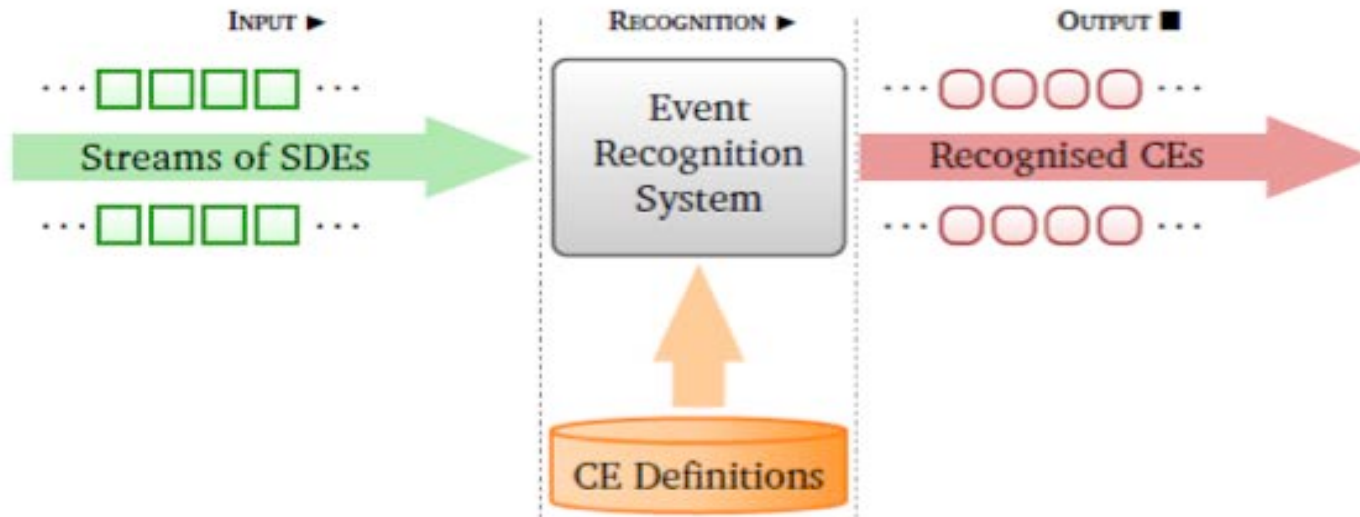 INPUT ►
RECOGNITION ►
OUTPUT ■
··· ···
Streams of SDEs
··· ···
Event
Recognition
System
··· ···
Recognised CEs
··· ···
CE Definitions